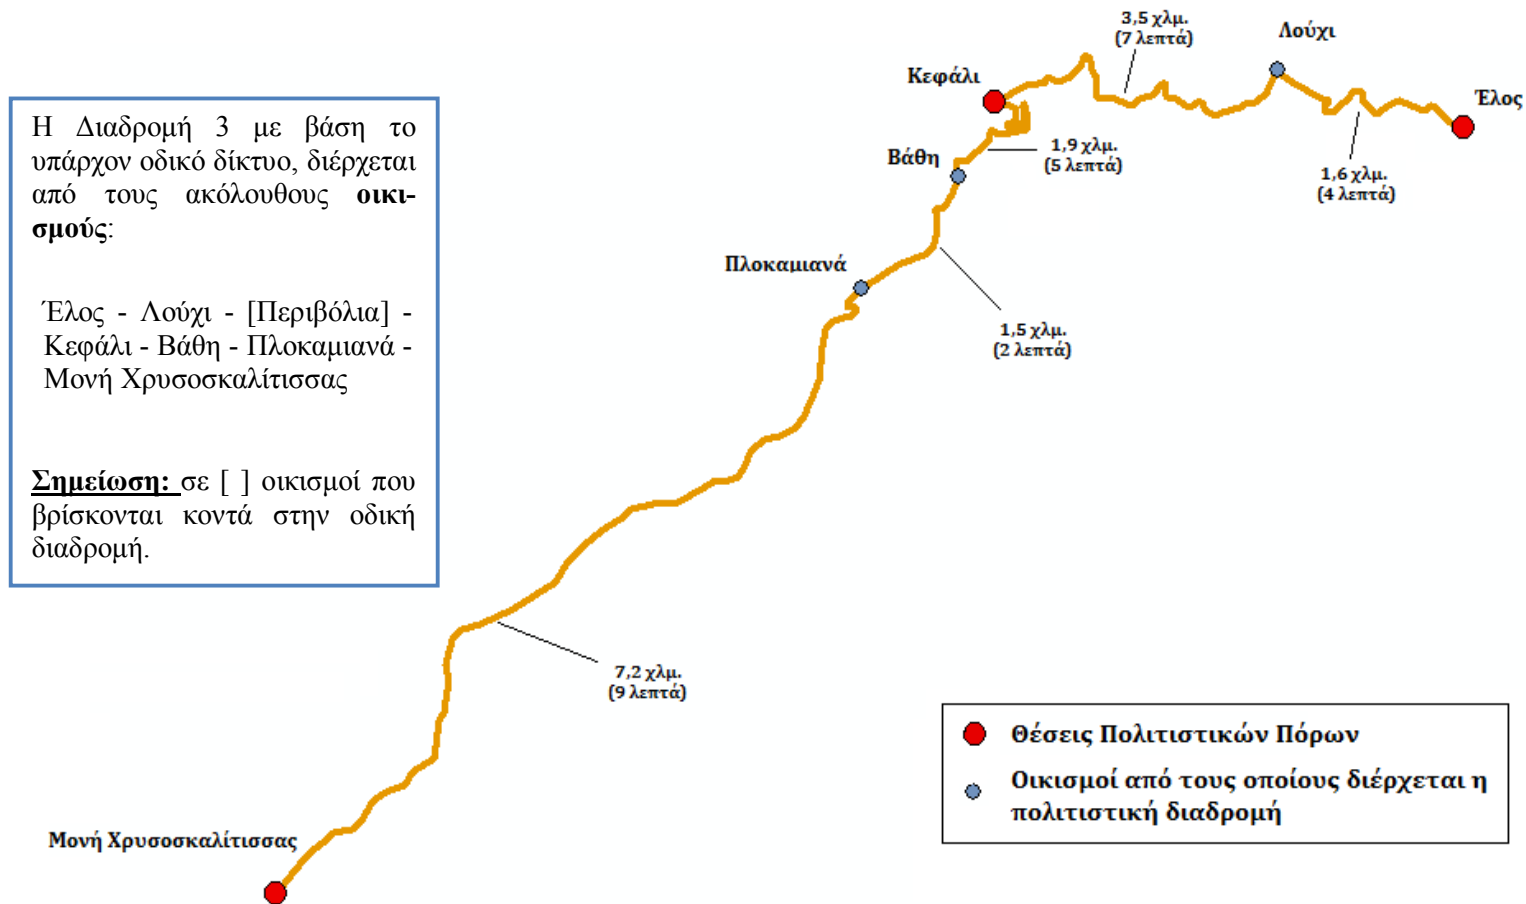 Η Διαδρομή 3 με βάση το
υπάρχον οδικό δίκτυο, διέρχεται
από τους ακόλουθους οικι-
σμούς:
Έλος - Λούχι - [Περιβόλια] -
Κεφάλι - Βάθη - Πλοκαμιανά -
Μονή Χρυσοσκαλίτισσας
Σημείωση: σε [ ] οικισμοί που
βρίσκονται κοντά στην οδική
διαδρομή.
3,5 χλμ.
(7 λεπτά)
Λούχι
Κεφάλι
Έλος
Βάθη
1,9 χλμ.
(5 λεπτά)
1,6 χλμ.
(4 λεπτά)
Πλοκαμιανά
1,5 χλμ.
(2 λεπτά)
7,2 χλμ.
(9 λεπτά)
Μονή Χρυσοσκαλίτισσας
Θέσεις Πολιτιστικών Πόρων
Οικισμοί από τους οποίους διέρχεται η
πολιτιστική διαδρομή